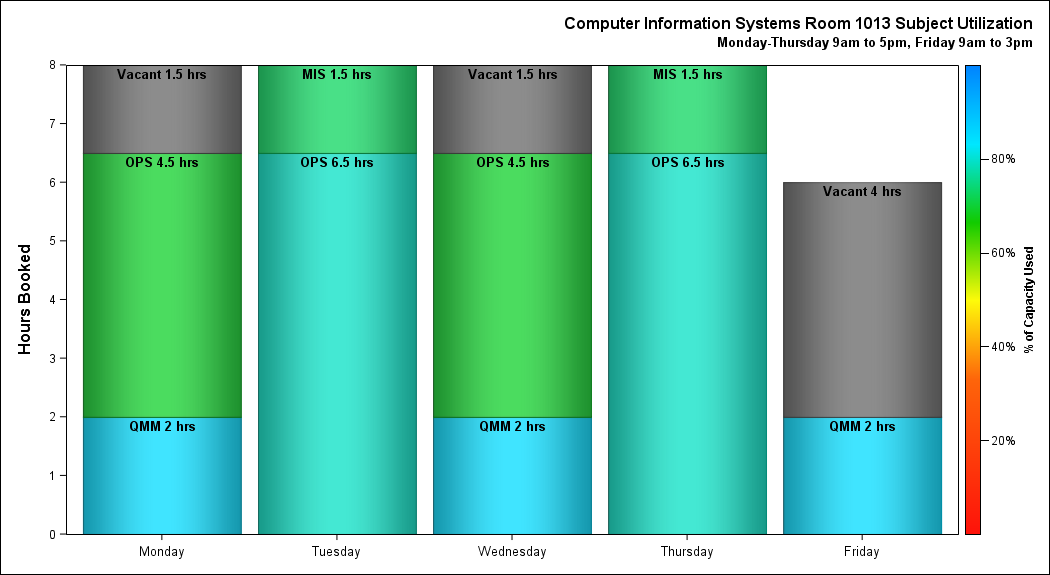 Computer Information Systems Room 1013 Subject Utilization
Monday-Thursday 9am to 5pm, Friday 9am to 3pm
Hours Booked
8
7
6
5
4
3
2
1
0
Vacant 1.5 hrs
OPS 4.5 hrs
QMM 2 hrs
MIS 1.5 hrs
OPS 6.5 hrs
Vacant 1.5 hrs
OPS 4.5 hrs
QMM 2 hrs
MIS 1.5 hrs
OPS 6.5 hrs
Vacant 4 hrs
QMM 2 hrs
Monday
Tuesday
Wednesday
Thursday
Friday
80%
60%
40%
20%
% of Capacity Used